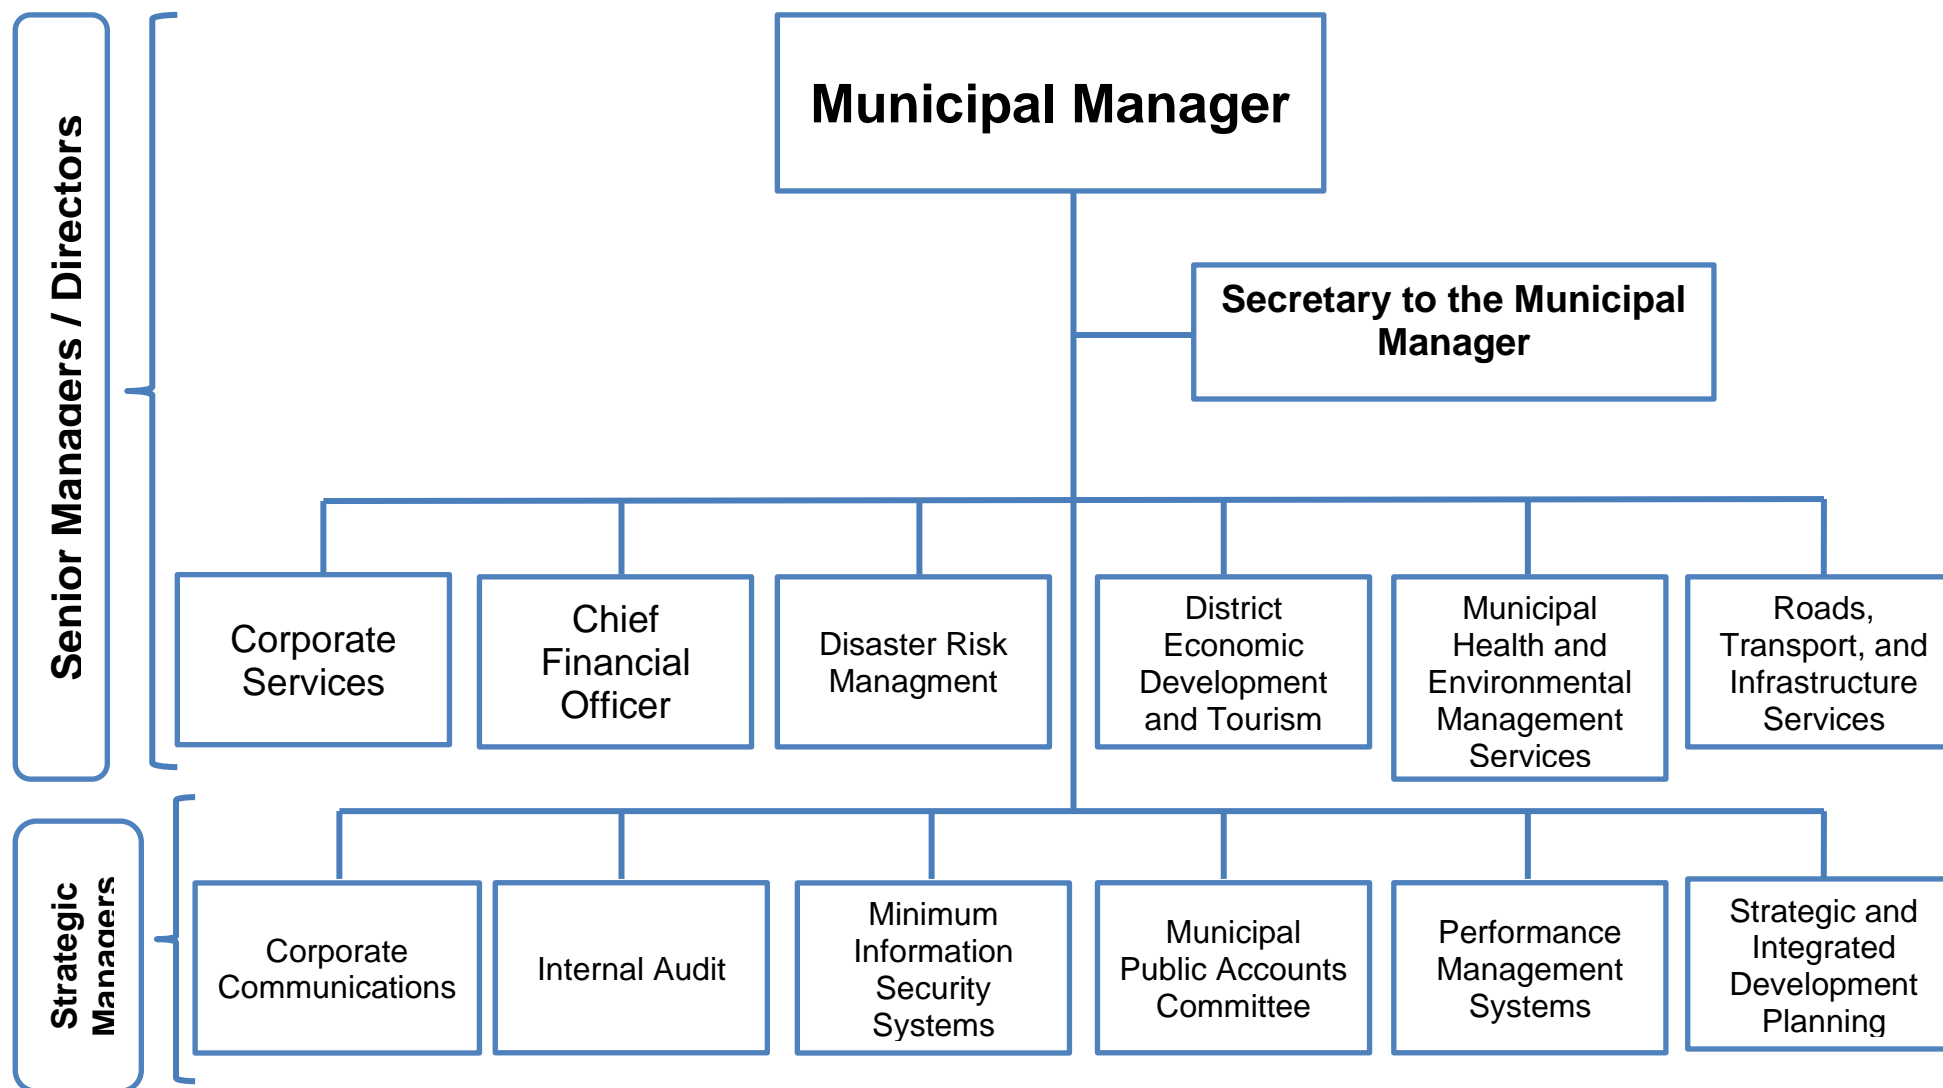 Senior Managers / Directors
Municipal Manager
Secretary to the Municipal
Manager
Corporate
Services
Chief
Financial
Officer
Disaster Risk
Managment
District
Economic
Development
and Tourism
Municipal
Health and
Environmental
Management
Services
Roads,
Transport, and
Infrastructure
Services
Strategic
Managers
Corporate
Communications
Internal Audit
Minimum
Information
Security
Systems
Municipal
Public Accounts
Committee
Performance
Management
Systems
Strategic and
Integrated
Development
Planning